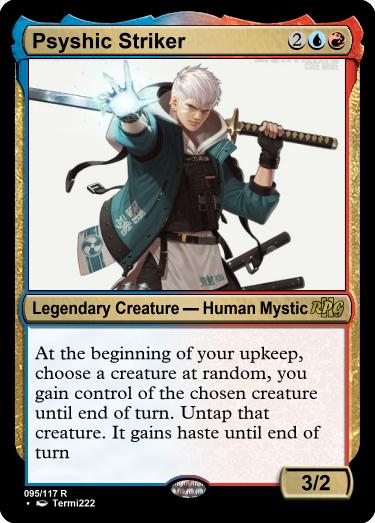 Psyshic Striker 2
Legendary Creature — Human Mystic RPG
At the beginning of your upkeep,
choose a creature at random, you
gain control of the chosen creature
until end of turn. Untap that
creature. It gains haste until end of
turn
3/2
095/117 R
• Termi222